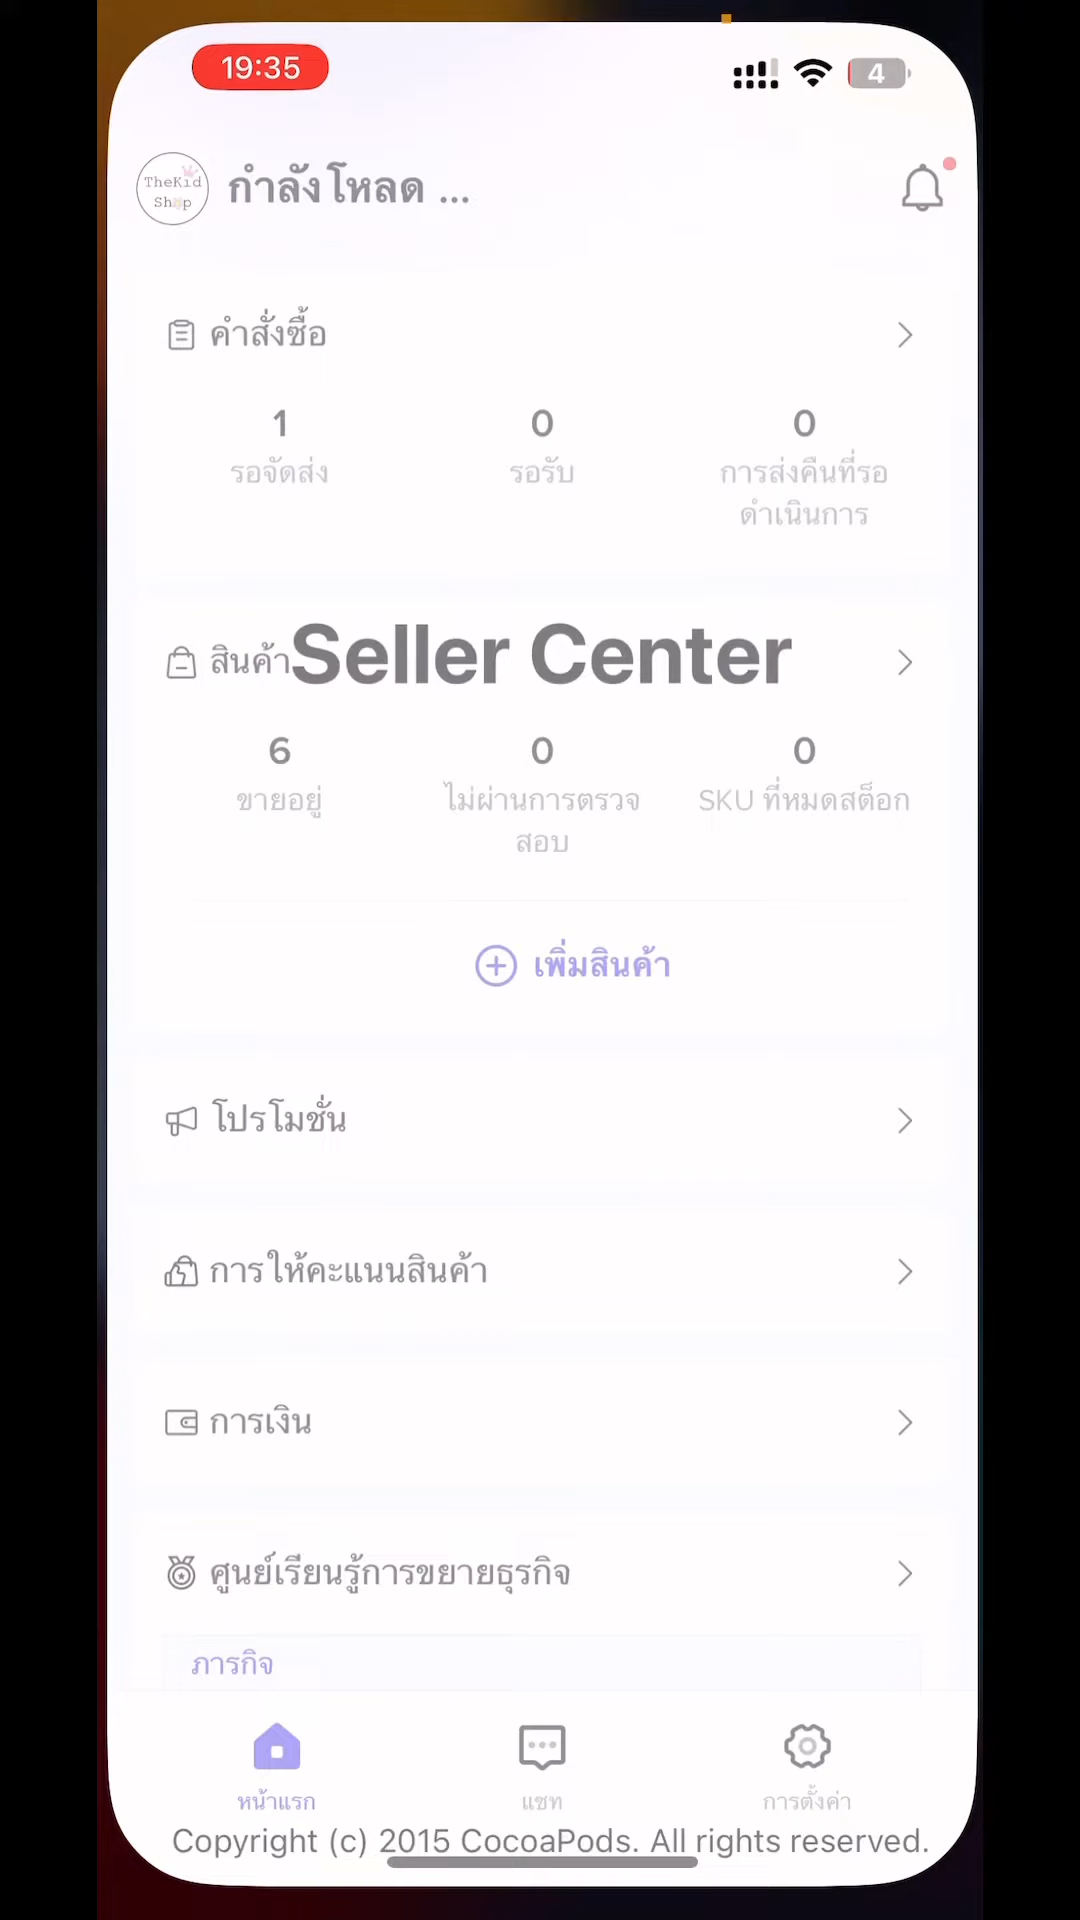 19:35
4
TheKid
Shop
กำลังโหลด ...
คำสั่งซื้อ
1 0 0
รอจัดส่ง รอรับ การส่งคืนที่รอ
ดำเนินการ
สินค้า
Seller Center
6 0 0
ขายอยู่ ไม่ผ่านการตรวจ SKU ที่หมดสต็อก
สอบ
เพิ่มสินค้า
โปรโมชั่น
การให้คะแนนสินค้า
การเงิน
ศูนย์เรียนรู้การขยายธุรกิจ
ภารกิจ
หน้าแรก แชท การตั้งค่า
Copyright (c) 2015 CocoaPods. All rights reserved.